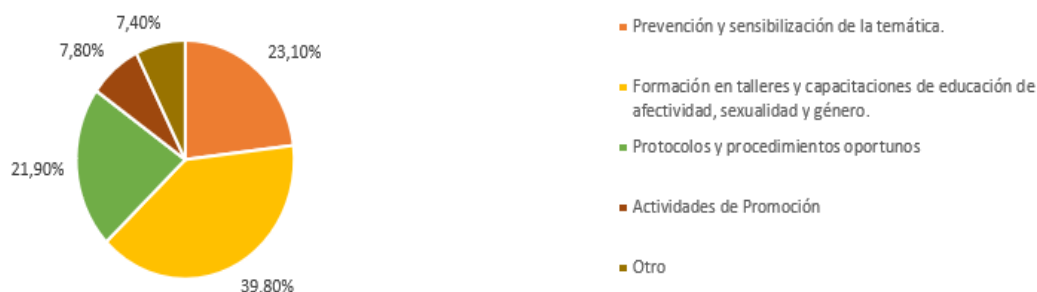 7,40%
7,80%
23,10%
21,90%
39,80%
Prevención y sensibilización de la temática.
Formación en talleres y capacitaciones de educación de
afectividad, sexualidad y género.
Protocolos y procedimientos oportunos
Actividades de Promoción
Otro